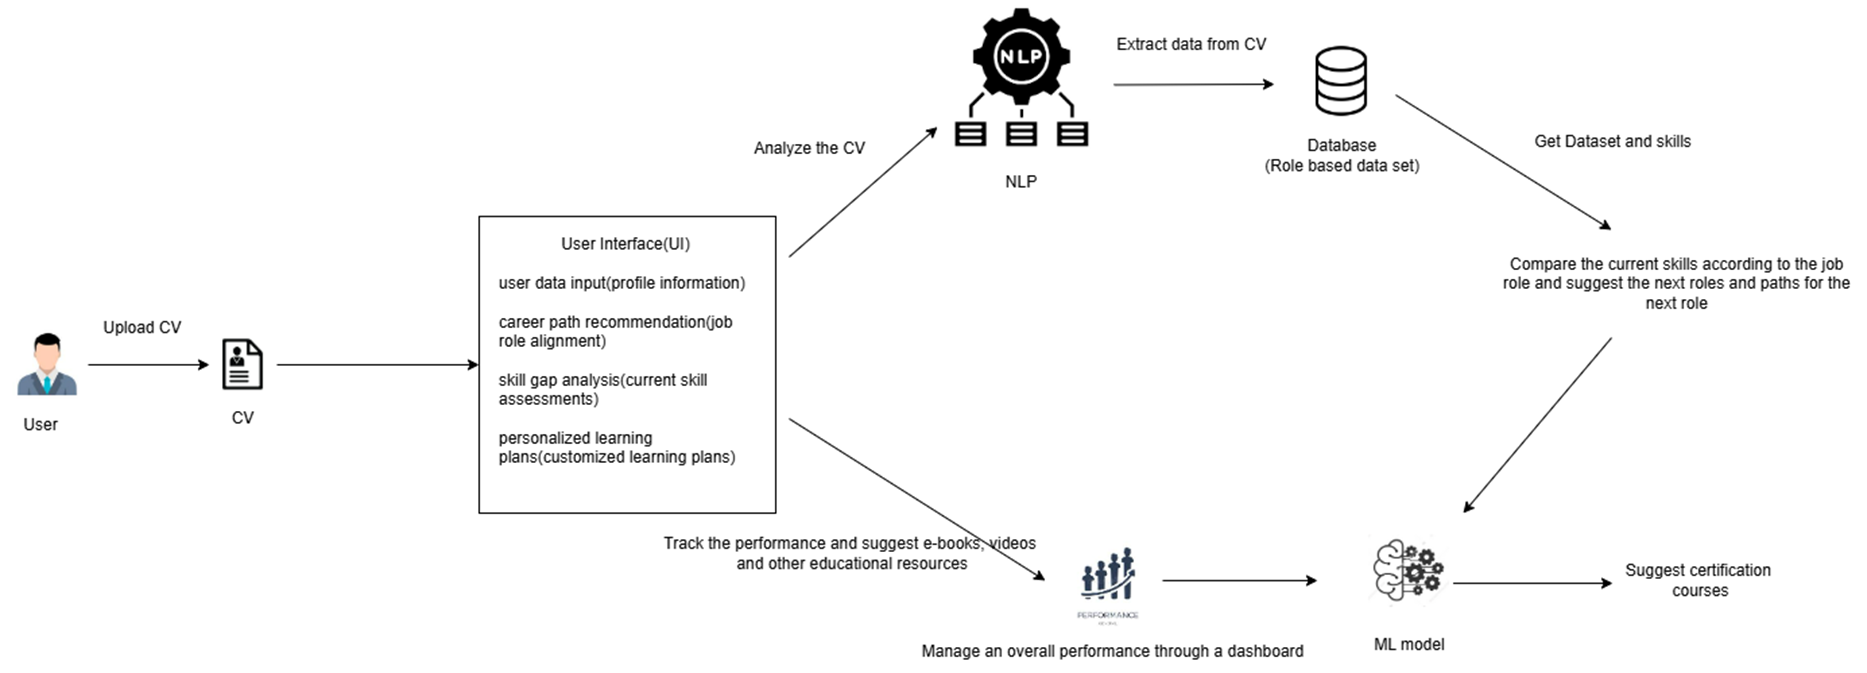 NLP
Extract data from CV
Analyze the CV
NLP
Database
(Role based data set)
Get Dataset and skills
User Interface(UI)
user data input(profile information)
career path recommendation(job
role alignment)
skill gap analysis(current skill
assessments)
personalized learning
plans(customized learning plans)
Compare the current skills according to the job
role and suggest the next roles and paths for the
next role
Upload CV
User
CV
Track the performance and suggest e-books, videos
and other educational resources
PERFORMANCE
Manage an overall performance through a dashboard
ML model
Suggest certification
courses